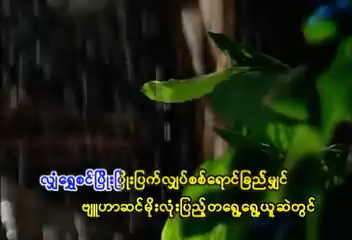 လျှံရွှေစင်ပြိုးပြိုးပြက်လျှပ်စစ်ရောင်ခြည်မျှင်
ဗျူဟာဆင်မိုးလုံးပြည့်တရွေ့ရွေ့ယူဆဲတွင်